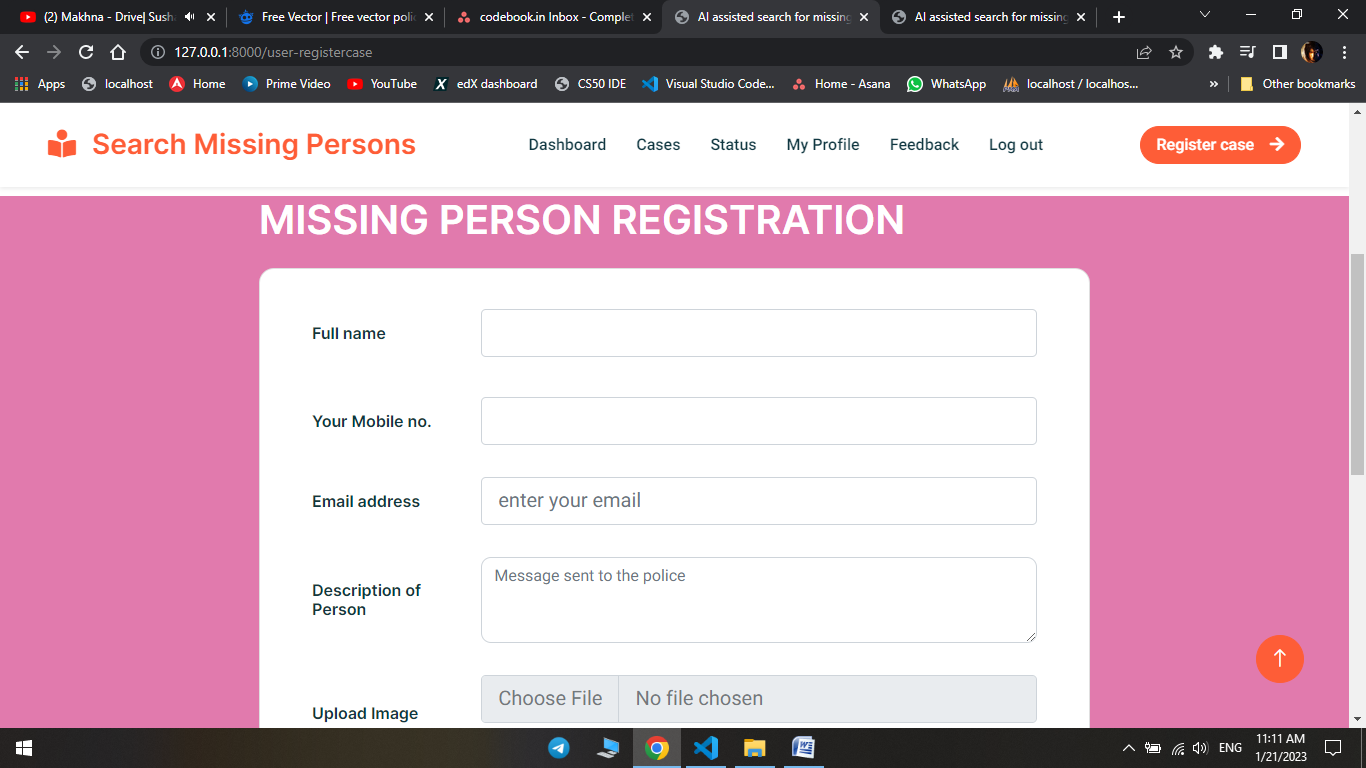 (2) Makhna - Drive| Sush
Free Vector | Free vector poli
codebook.in Inbox - Complet
AI assisted search for missing
AI assisted search for missing
127.0.0.1:8000/user-registercase
Apps
localhost
Home
Prime Video
YouTube
edX dashboard
CS50 IDE
Visual Studio Code...
Home - Asana
WhatsApp
localhost / localhos...
»
Other bookmarks
Search Missing Persons
Dashboard
Cases
Status
My Profile
Feedback
Log out
Register case
MISSING PERSON REGISTRATION
Full name
Your Mobile no.
Email address
enter your email
Description of
Person
Message sent to the police
Upload Image
Choose File
No file chosen
ENG
11:11 AM
1/21/2023